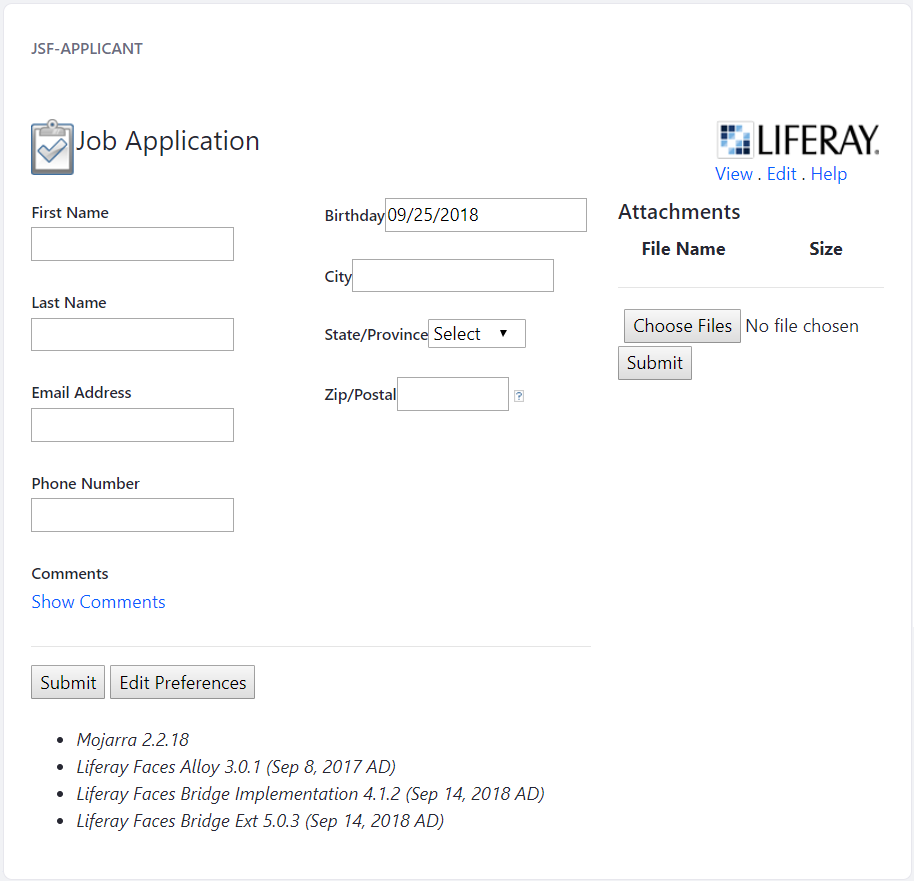 JSF-APPLICANT
Job Application
LIFERAY.
View . Edit . Help
First Name
Last Name
Email Address
Phone Number
Comments
Show Comments
Birthday 09/25/2018
City
State/Province Select ▼
Zip/Postal ?
Attachments
File Name Size
Choose Files No file chosen
Submit
Submit Edit Preferences
• Mojarra 2.2.18
• Liferay Faces Alloy 3.0.1 (Sep 8, 2017 AD)
• Liferay Faces Bridge Implementation 4.1.2 (Sep 14, 2018 AD)
• Liferay Faces Bridge Ext 5.0.3 (Sep 14, 2018 AD)